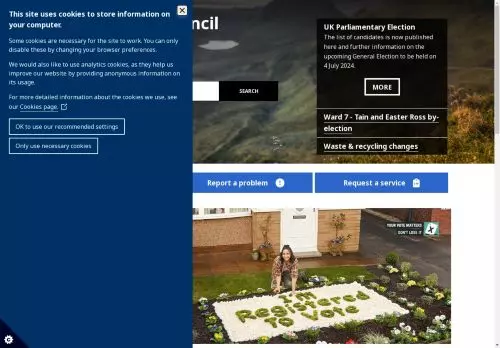 This site uses cookies to store information on
your computer.
Some cookies are necessary for the site to work. You can only
disable these by changing your browser preferences.
We would also like to use analytics cookies, as they help us
improve our website by providing anonymous information on
its usage.
For more detailed information about the cookies we use, see
our Cookies page.
OK to use our recommended settings
Only use necessary cookies
ncil
SEARCH
UK Parliamentary Election
The list of candidates is now published
here and further information on the
upcoming General Election to be held on
4 July 2024.
MORE
Ward 7 - Tain and Easter Ross by-
election
Waste & recycling changes
Report a problem
Request a service
YOUR VOTE MATTERS
DON'T LOSE IT
I'M
Registered
To Vote